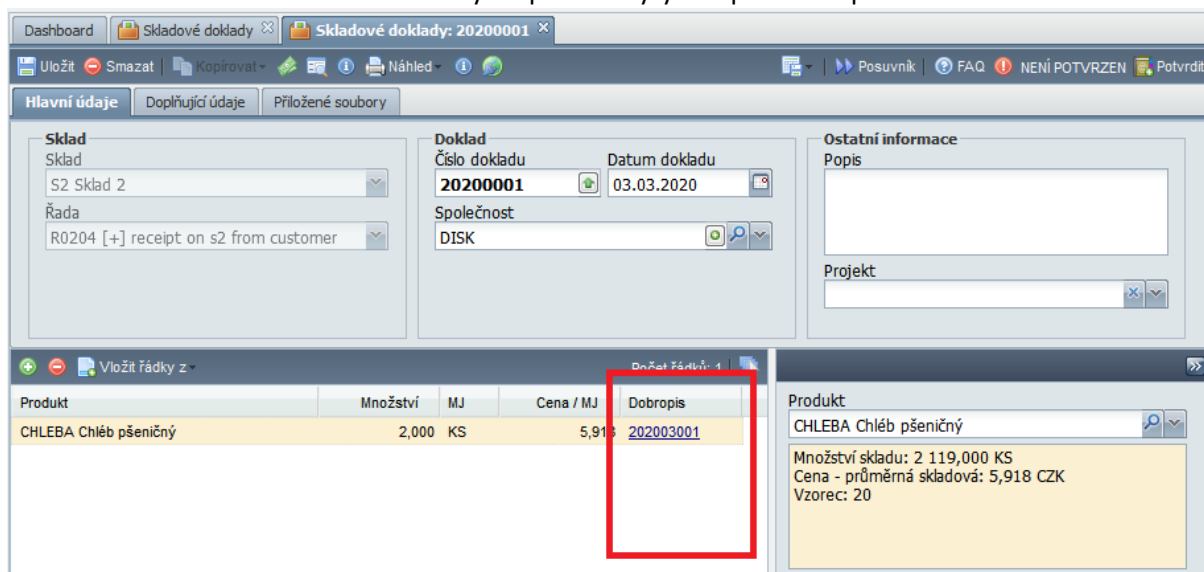 Dashboard Skladové doklady Skladové doklady: 20200001
Uložit Smazat Kopírovat Náhled Posuvník FAQ NENÍ POTVRZEN Potvrdit
Hlavní údaje Doplňující údaje Přiložené soubory
Sklad Doklad Ostatní informace
Sklad Číslo dokladu Datum dokladu Popis
S2 Sklad 2 20200001 03.03.2020
Řada Společnost
R0204 [+] receipt on s2 from customer DISK
Projekt
Vložit řádky z Počet řádků: 1
Produkt Množství MJ Cena / MJ Dobropis Produkt
CHLEBA Chléb pšeničný 2,000 KS 5,918 202003001 CHLEBA Chléb pšeničný
Množství skladu: 2 119,000 KS
Cena - průměrná skladová: 5,918 CZK
Vzorec: 20